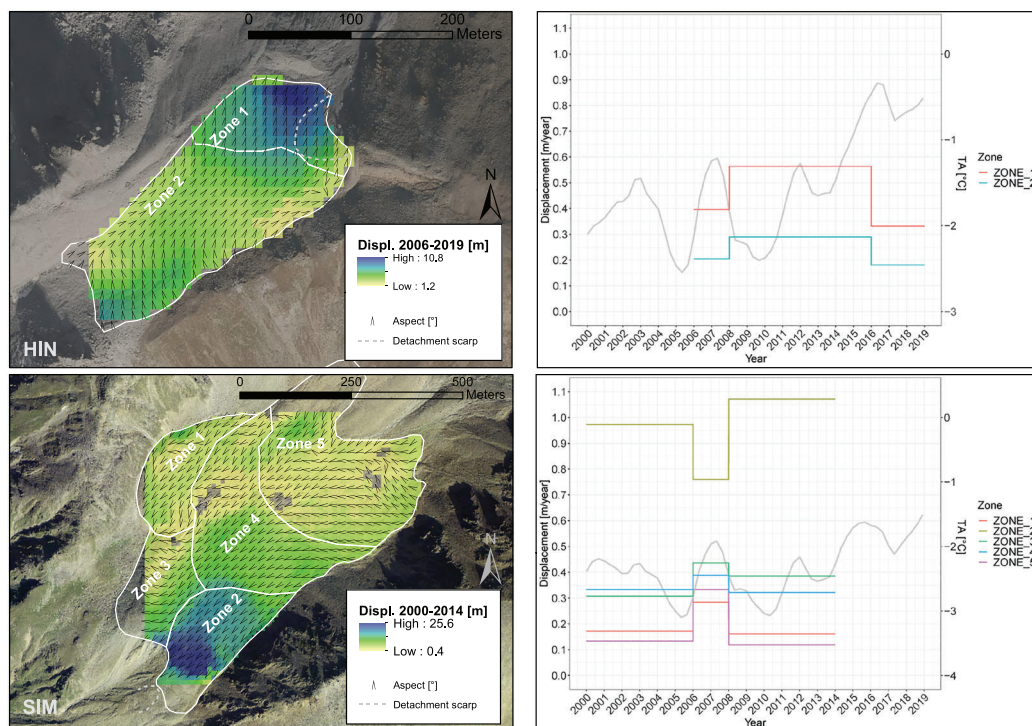 0 100 200
Meters
Zone 1
Zone 2
N
Displ. 2006-2019 [m]
High : 10.8
Low : 1.2
Aspect [°]
Detachment scarp
HIN
1.1
1.0
0.9
0.8
0.7
0.6
0.5
0.4
0.3
0.2
0.1
0.0
Displacement [m/year]
0
−1
−2
−3
TA [°C]
Zone
2000 2001 2002 2003 2004 2005 2006 2007 2008 2009 2010 2011 2012 2013 2014 2015 2016 2017 2018 2019
Year
0 250 500
Meters
Zone 1
Zone 5
Zone 4
Zone 3
Zone 2
N
Displ. 2000-2014 [m]
High : 25.6
Low : 0.4
Aspect [°]
Detachment scarp
SIM
1.1
1.0
0.9
0.8
0.7
0.6
0.5
0.4
0.3
0.2
0.1
0.0
Displacement [m/year]
0
−1
−2
−3
−4
TA [°C]
Zone
2000 2001 2002 2003 2004 2005 2006 2007 2008 2009 2010 2011 2012 2013 2014 2015 2016 2017 2018 2019
Year